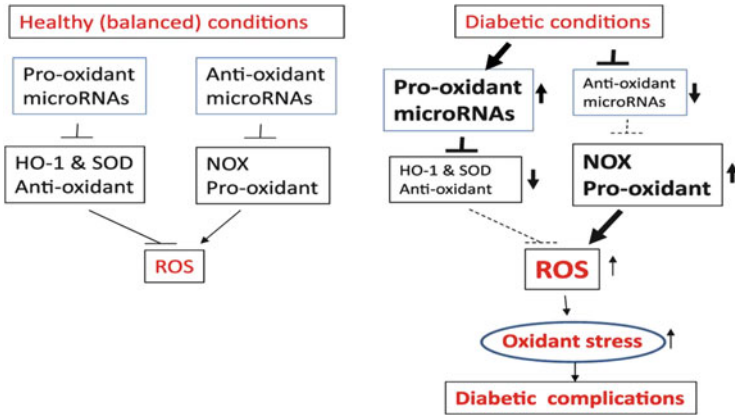 Healthy (balanced) conditions
Pro-oxidant
microRNAs
Anti-oxidant
microRNAs
HO-1 & SOD
Anti-oxidant
NOX
Pro-oxidant
ROS
Diabetic conditions
Pro-oxidant
microRNAs
Anti-oxidant
microRNAs
HO-1 & SOD
Anti-oxidant
NOX
Pro-oxidant
ROS
Oxidant stress
Diabetic complications